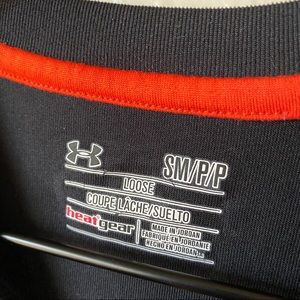 SM/P/P
LOOSE
COUPE LÂCHE/SUELTO
heatgear
MADE IN JORDAN
FABRIQUÉ EN JORDANIE
HECHO EN JORDANIA